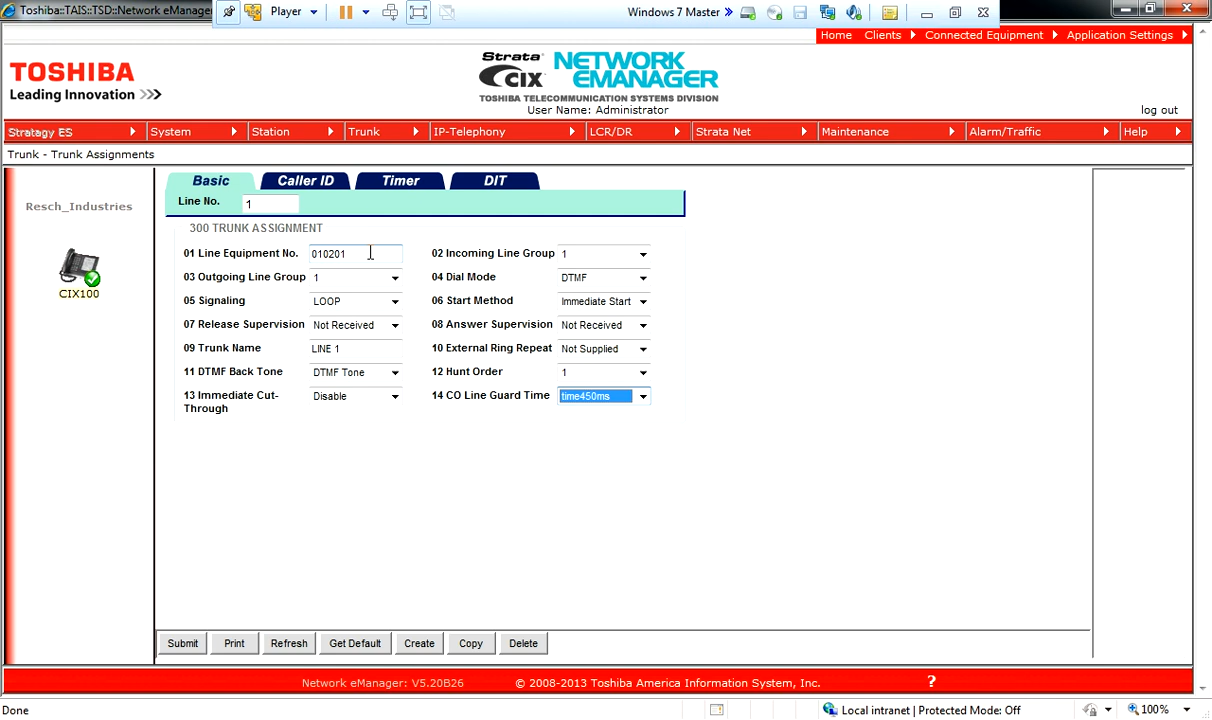 Toshiba::TAIS::TSD::Network eManager
Player
Windows 7 Master »
Home Clients Connected Equipment Application Settings
TOSHIBA
Leading Innovation >>>
Strata CIX NETWORK EMANAGER
TOSHIBA TELECOMMUNICATION SYSTEMS DIVISION
User Name: Administrator
log out
Stratagy ES System Station Trunk IP-Telephony LCR/DR Strata Net Maintenance Alarm/Traffic Help
Trunk - Trunk Assignments
Resch_Industries
CIX100
Basic Caller ID Timer DIT
Line No. 1
300 TRUNK ASSIGNMENT
01 Line Equipment No. 010201 02 Incoming Line Group 1
03 Outgoing Line Group 1 04 Dial Mode DTMF
05 Signaling LOOP 06 Start Method Immediate Start
07 Release Supervision Not Received 08 Answer Supervision Not Received
09 Trunk Name LINE 1 10 External Ring Repeat Not Supplied
11 DTMF Back Tone DTMF Tone 12 Hunt Order 1
13 Immediate Cut-Through Disable 14 CO Line Guard Time time450ms
Submit Print Refresh Get Default Create Copy Delete
Network eManager: V5.20B26 © 2008-2013 Toshiba America Information System, Inc. ?
Done Local intranet | Protected Mode: Off 100%